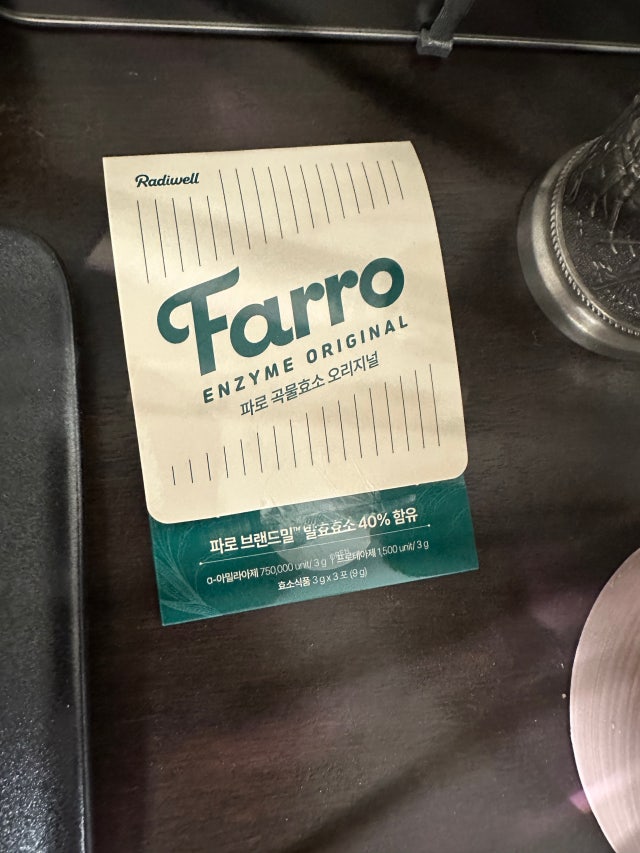 Radiwell
Farro
ENZYME ORIGINAL
파로 곡물효소 오리지널
파로 브랜드밀™ 발효효소 40% 함유
α-아밀라아제 750,000 unit/ 3 g | 프로테아제 1,500 unit/ 3 g
효소식품 3 g x 3 포 (9 g)